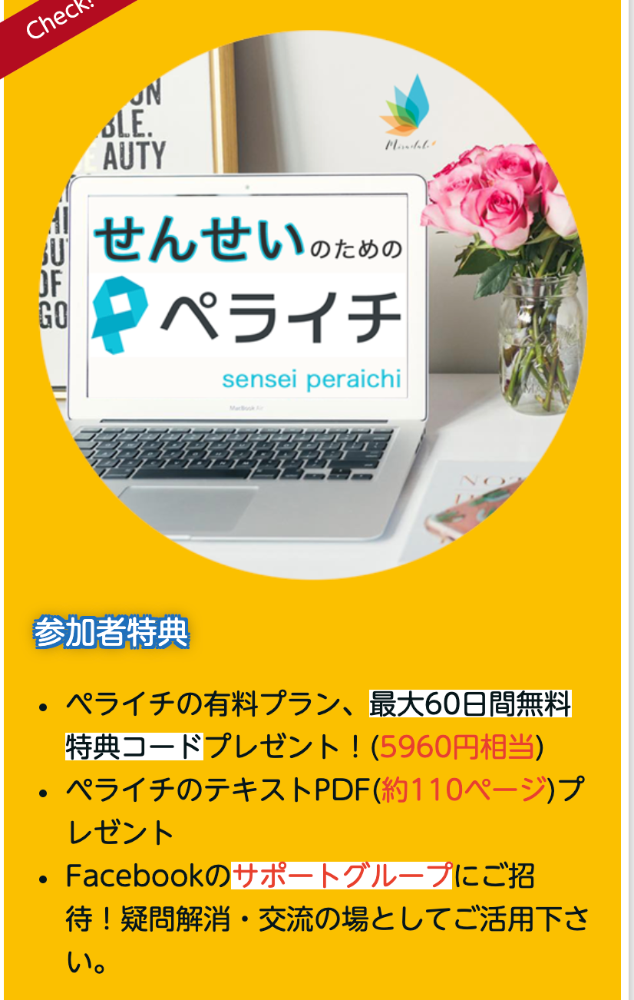 Check!
AUTY
OF
GO
せんせいのための
ペライチ
sensei peraichi
MacBook Air
参加者特典
• ペライチの有料プラン、最大60日間無料
特典コードプレゼント！(5960円相当)
• ペライチのテキストPDF(約110ページ)プ
レゼント
• Facebookのサポートグループにご招
待！疑問解消・交流の場としてご活用下さ
い。